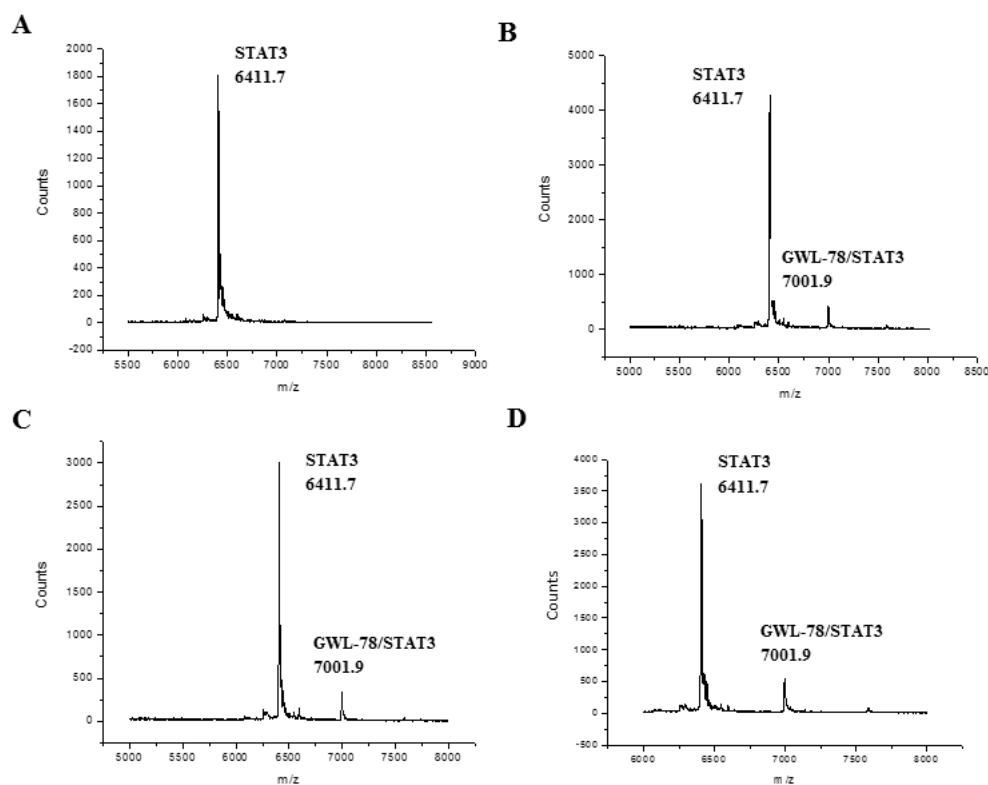 A
STAT3
6411.7
2000
1800
1600
1400
1200
1000
800
600
400
200
0
-200
Counts
5500 6000 6500 7000 7500 8000 8500 9000
m/z
B
STAT3
6411.7
GWL-78/STAT3
7001.9
5000
4000
3000
2000
1000
0
Counts
5000 5500 6000 6500 7000 7500 8000 8500
m/z
C
STAT3
6411.7
GWL-78/STAT3
7001.9
3000
2500
2000
1500
1000
500
0
Counts
5000 5500 6000 6500 7000 7500 8000
m/z
D
STAT3
6411.7
GWL-78/STAT3
7001.9
4000
3500
3000
2500
2000
1500
1000
500
0
-500
Counts
6000 6500 7000 7500 8000
m/z